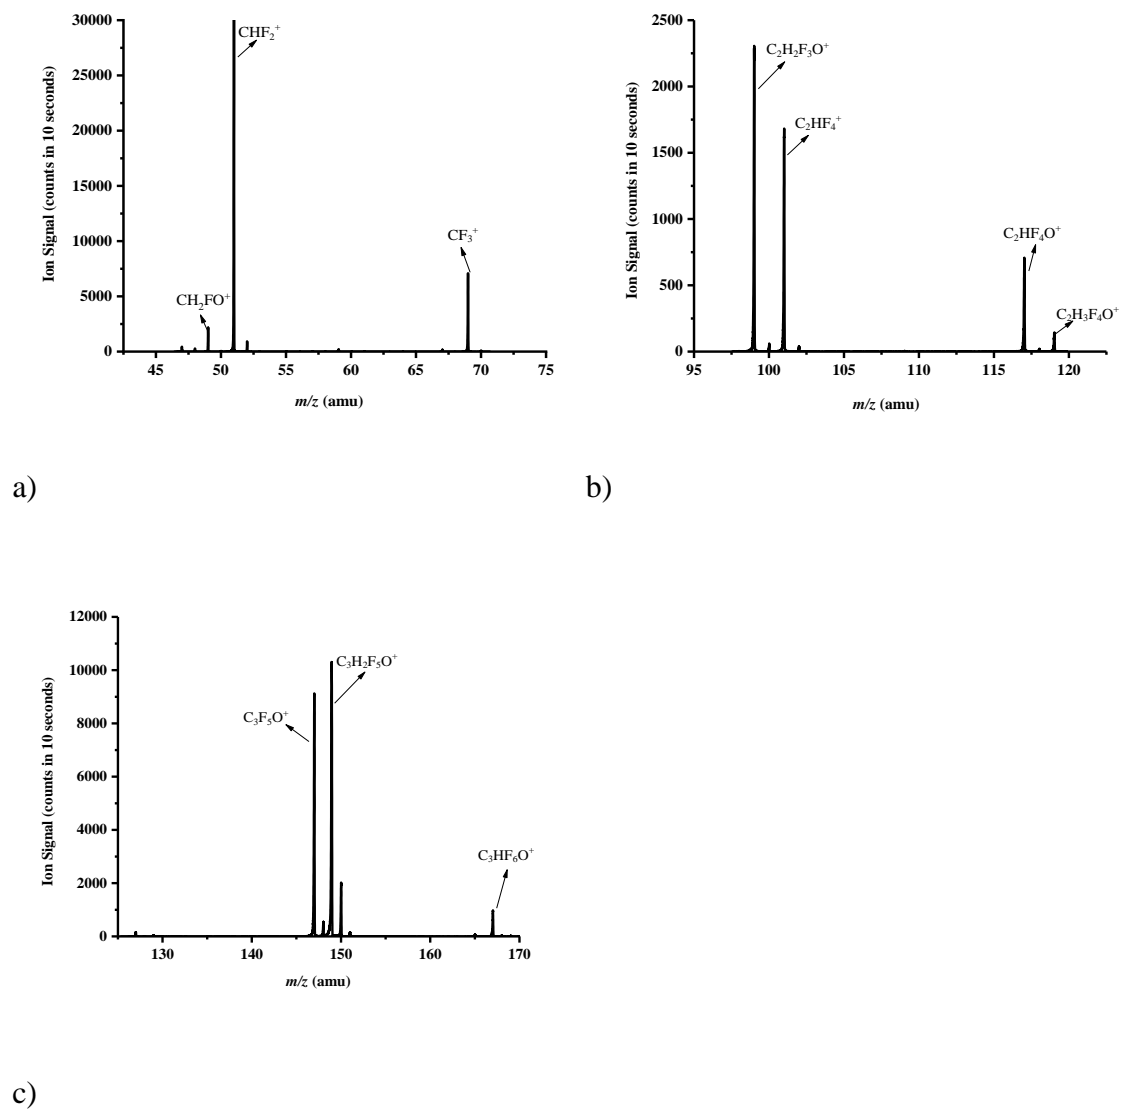 30000
25000
20000
15000
10000
5000
0
Ion Signal (counts in 10 seconds)
CHF₂⁺
CF₃⁺
CH₂FO⁺
45 50 55 60 65 70 75
m/z (amu)
a)
2500
2000
1500
1000
500
0
Ion Signal (counts in 10 seconds)
C₂H₂F₃O⁺
C₂HF₄⁺
C₂HF₄O⁺
C₂H₃F₄O⁺
95 100 105 110 115 120
m/z (amu)
b)
12000
10000
8000
6000
4000
2000
0
Ion Signal (counts in 10 seconds)
C₃H₂F₅O⁺
C₃F₅O⁺
C₃HF₆O⁺
130 140 150 160 170
m/z (amu)
c)